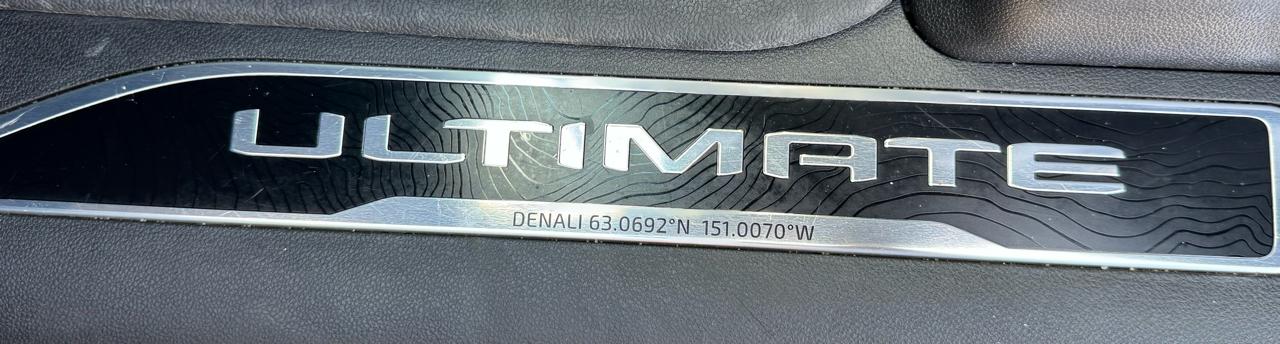 ULTIMATE
DENALI 63.0692°N 151.0070°W